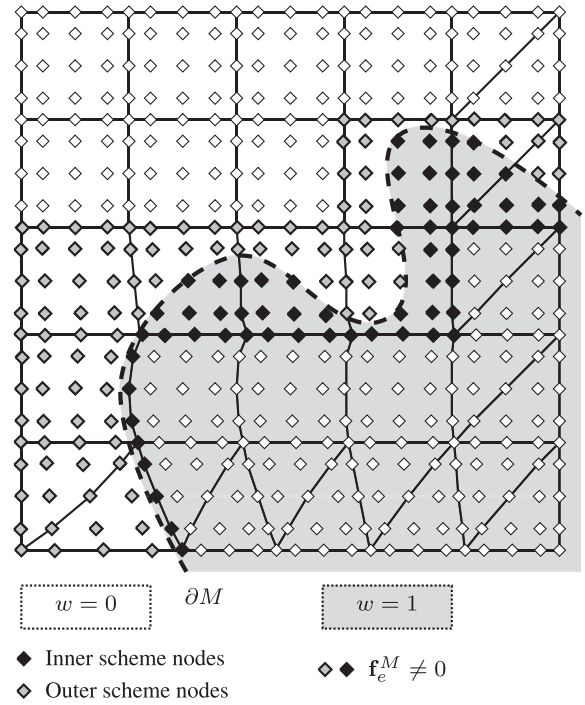 ∂M
w = 0
w = 1
Inner scheme nodes
Outer scheme nodes
f_e^M ≠ 0